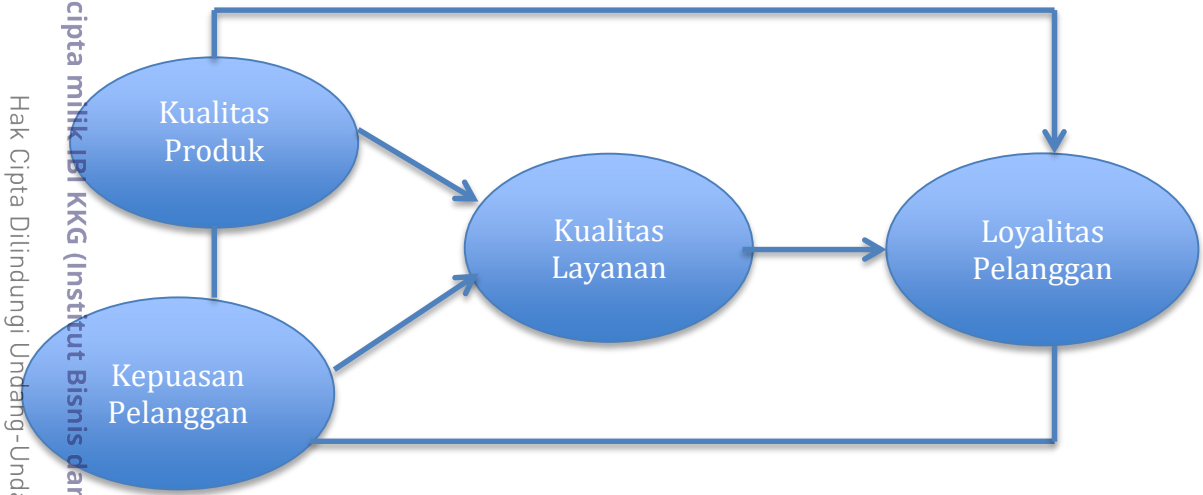 Kualitas
Produk
Kualitas
Layanan
Loyalitas
Pelanggan
Kepuasan
Pelanggan
cipta milik IBI KKG (Institut Bisnis dan
Hak Cipta Dilindungi Undang-Unda